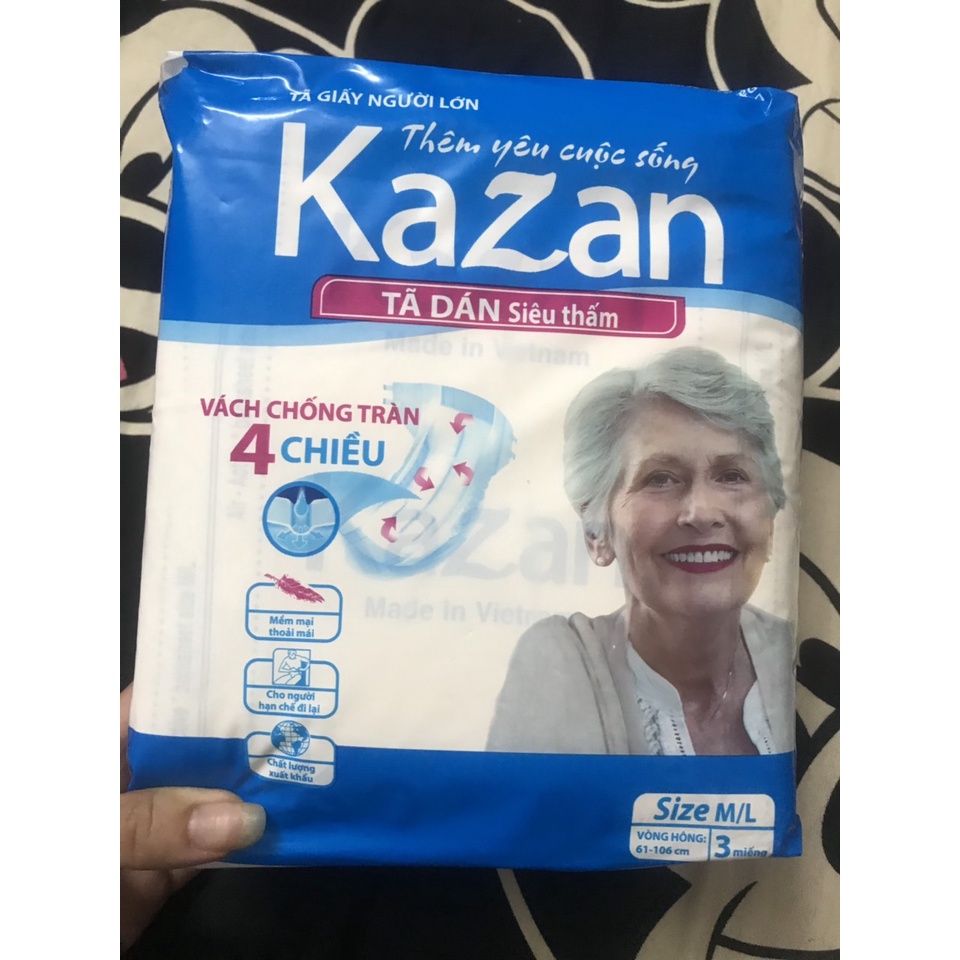 TÃ GIẤY NGƯỜI LỚN
Thêm yêu cuộc sống
Kazan
TÃ DÁN Siêu thấm
Made in Vietnam
VÁCH CHỐNG TRÀN
4 CHIỀU
Kazan
Made in Vietnam
Mềm mại
thoải mái
Cho người
hạn chế đi lại
Chất lượng
xuất khẩu
Size M/L
VÒNG HÔNG:
61-106 cm
3 miếng